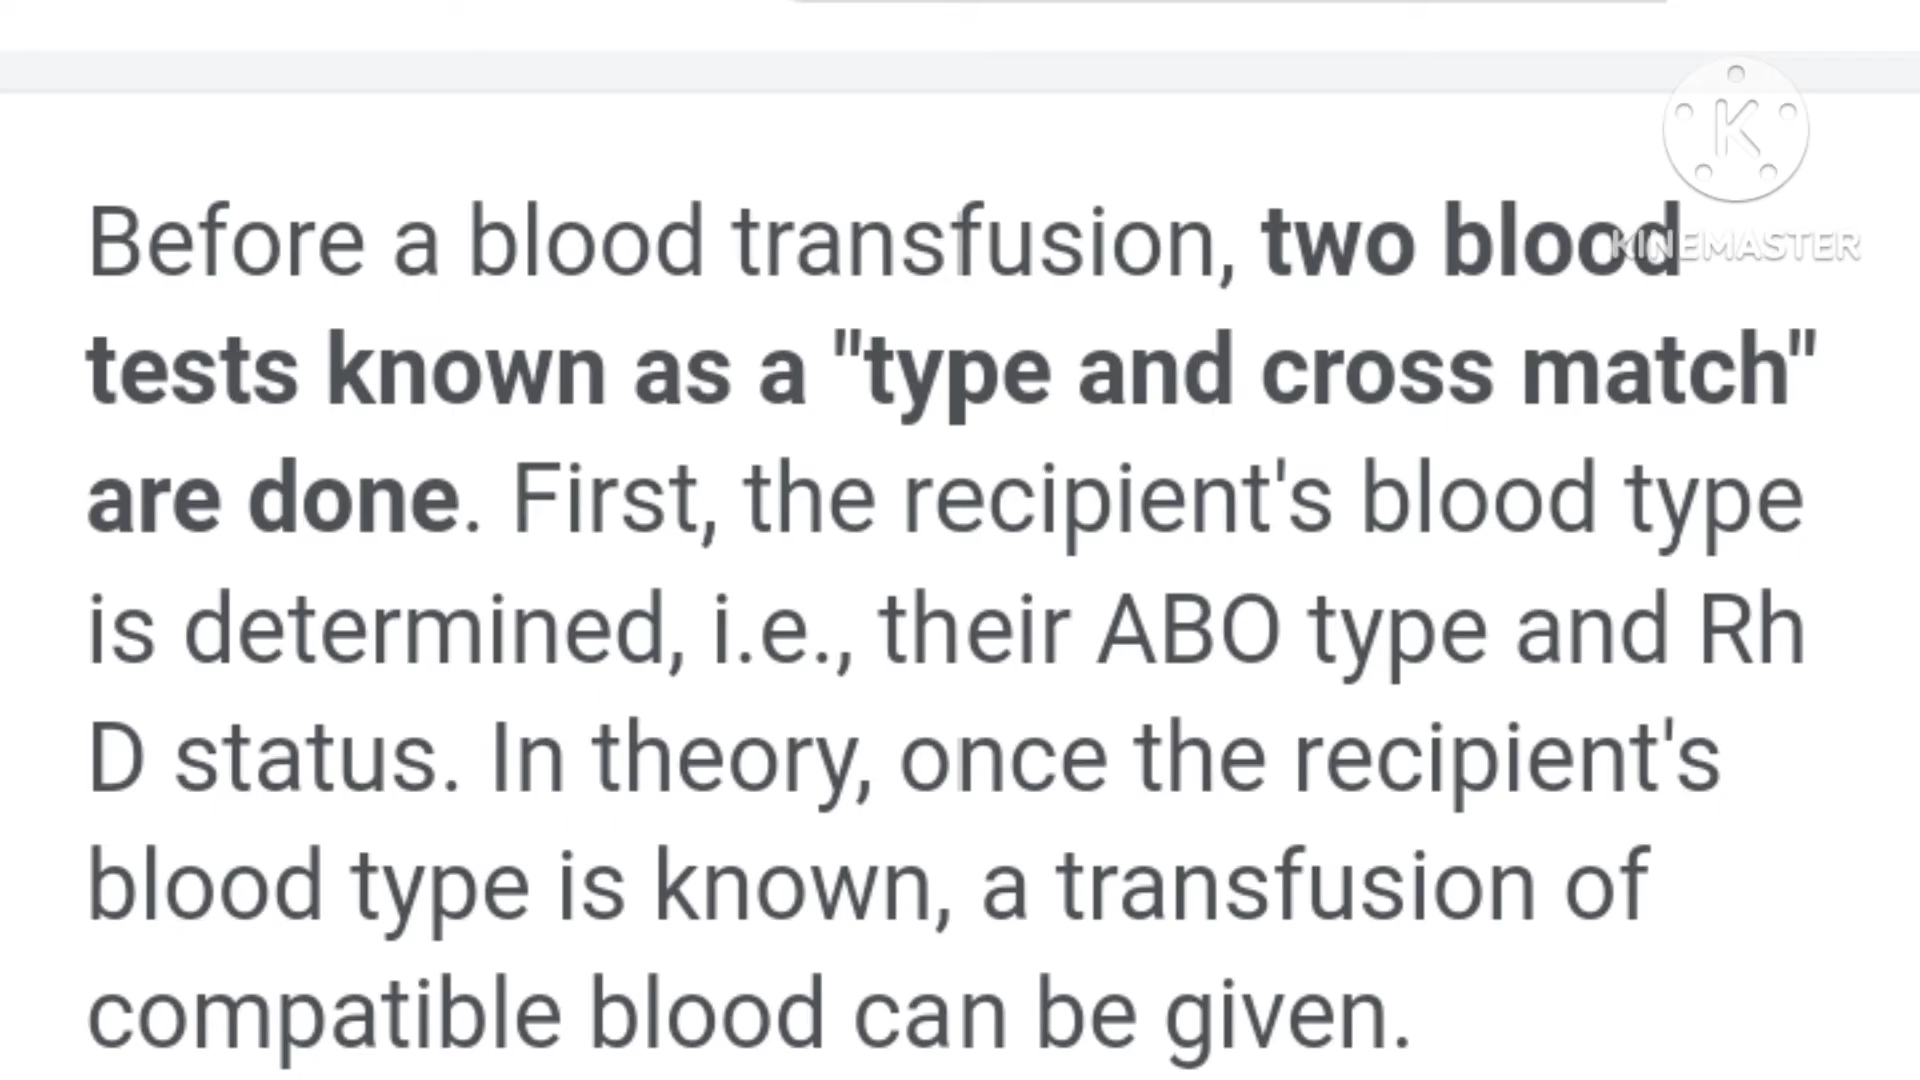 Before a blood transfusion, two blood
KINEMASTER
tests known as a "type and cross match"
are done. First, the recipient's blood type
is determined, i.e., their ABO type and Rh
D status. In theory, once the recipient's
blood type is known, a transfusion of
compatible blood can be given.